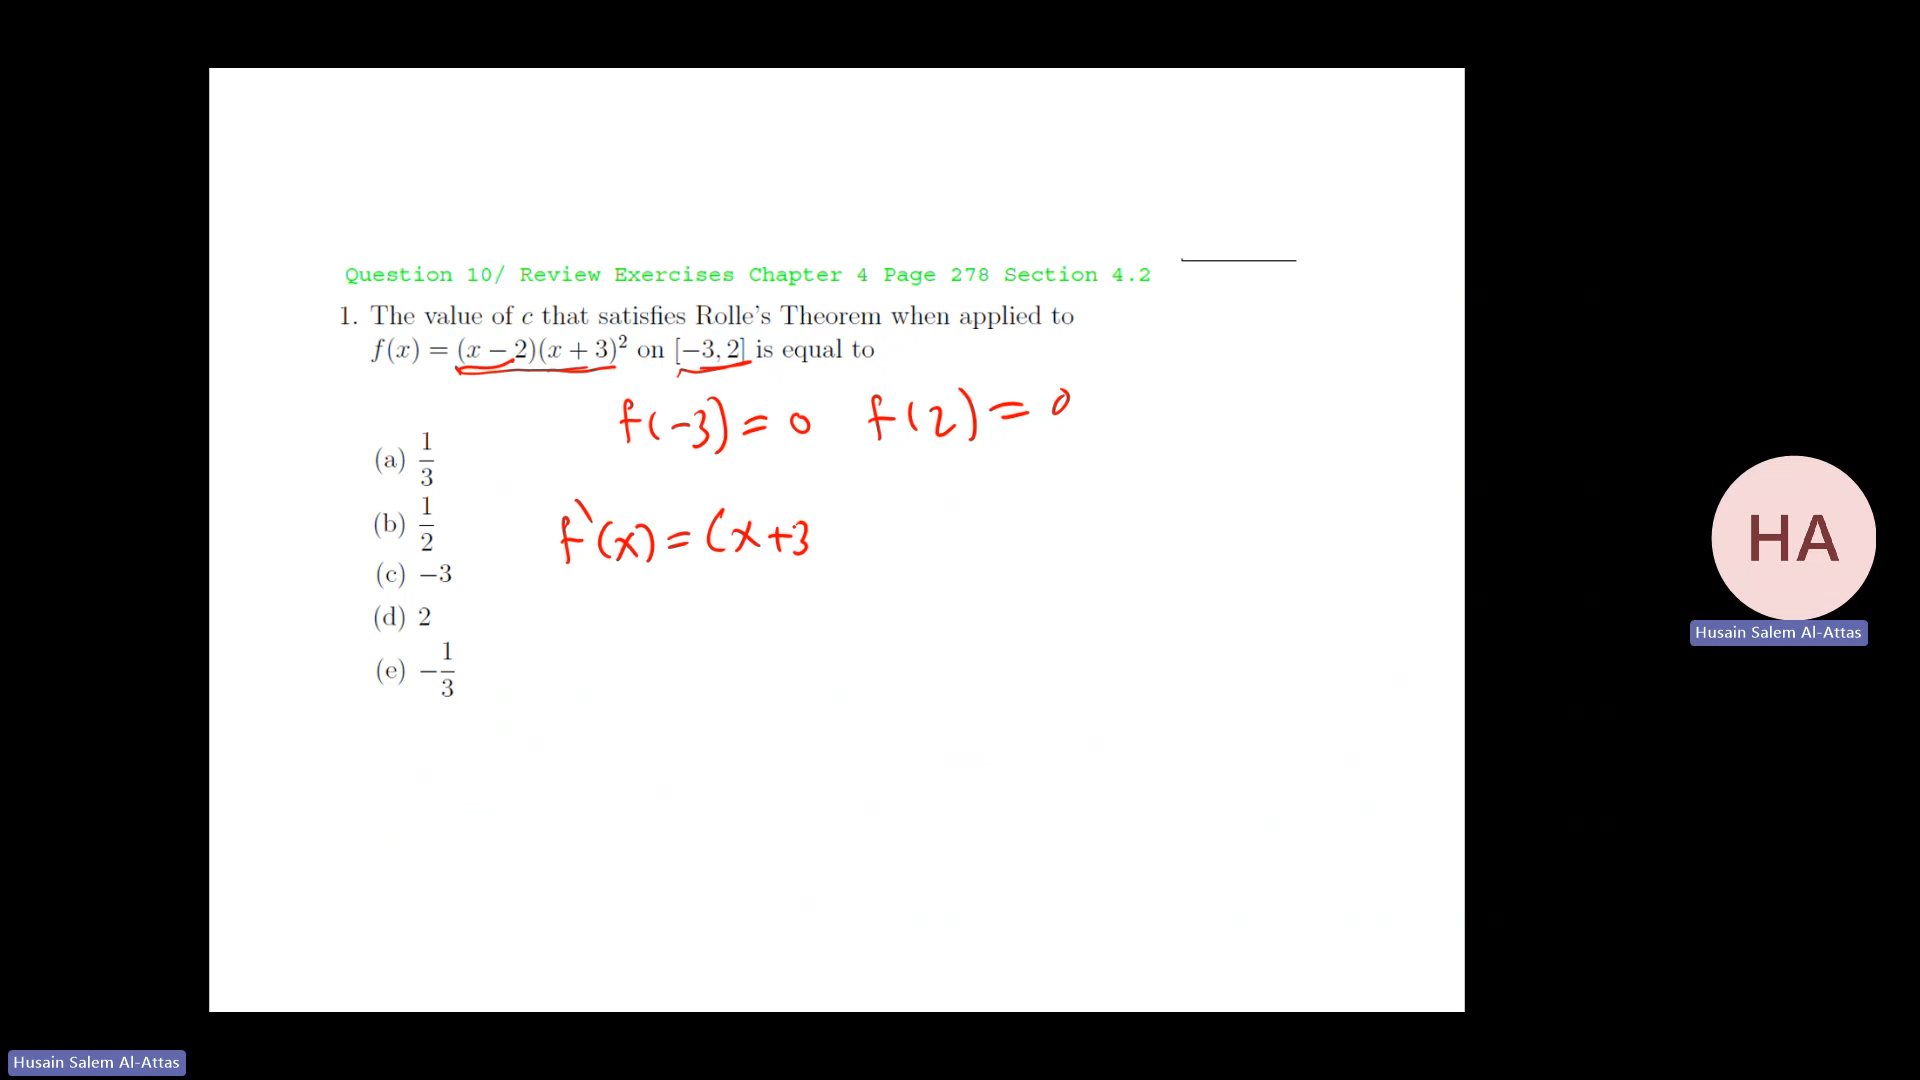 Question 10/ Review Exercises Chapter 4 Page 278 Section 4.2
1. The value of c that satisfies Rolle's Theorem when applied to
f(x) = (x − 2)(x + 3)² on [−3, 2] is equal to
f(-3) = 0 f(2) = 0
(a) 1/3
(b) 1/2
f`(x) = (x+3
(c) −3
(d) 2
(e) −1/3
HA
Husain Salem Al-Attas
Husain Salem Al-Attas